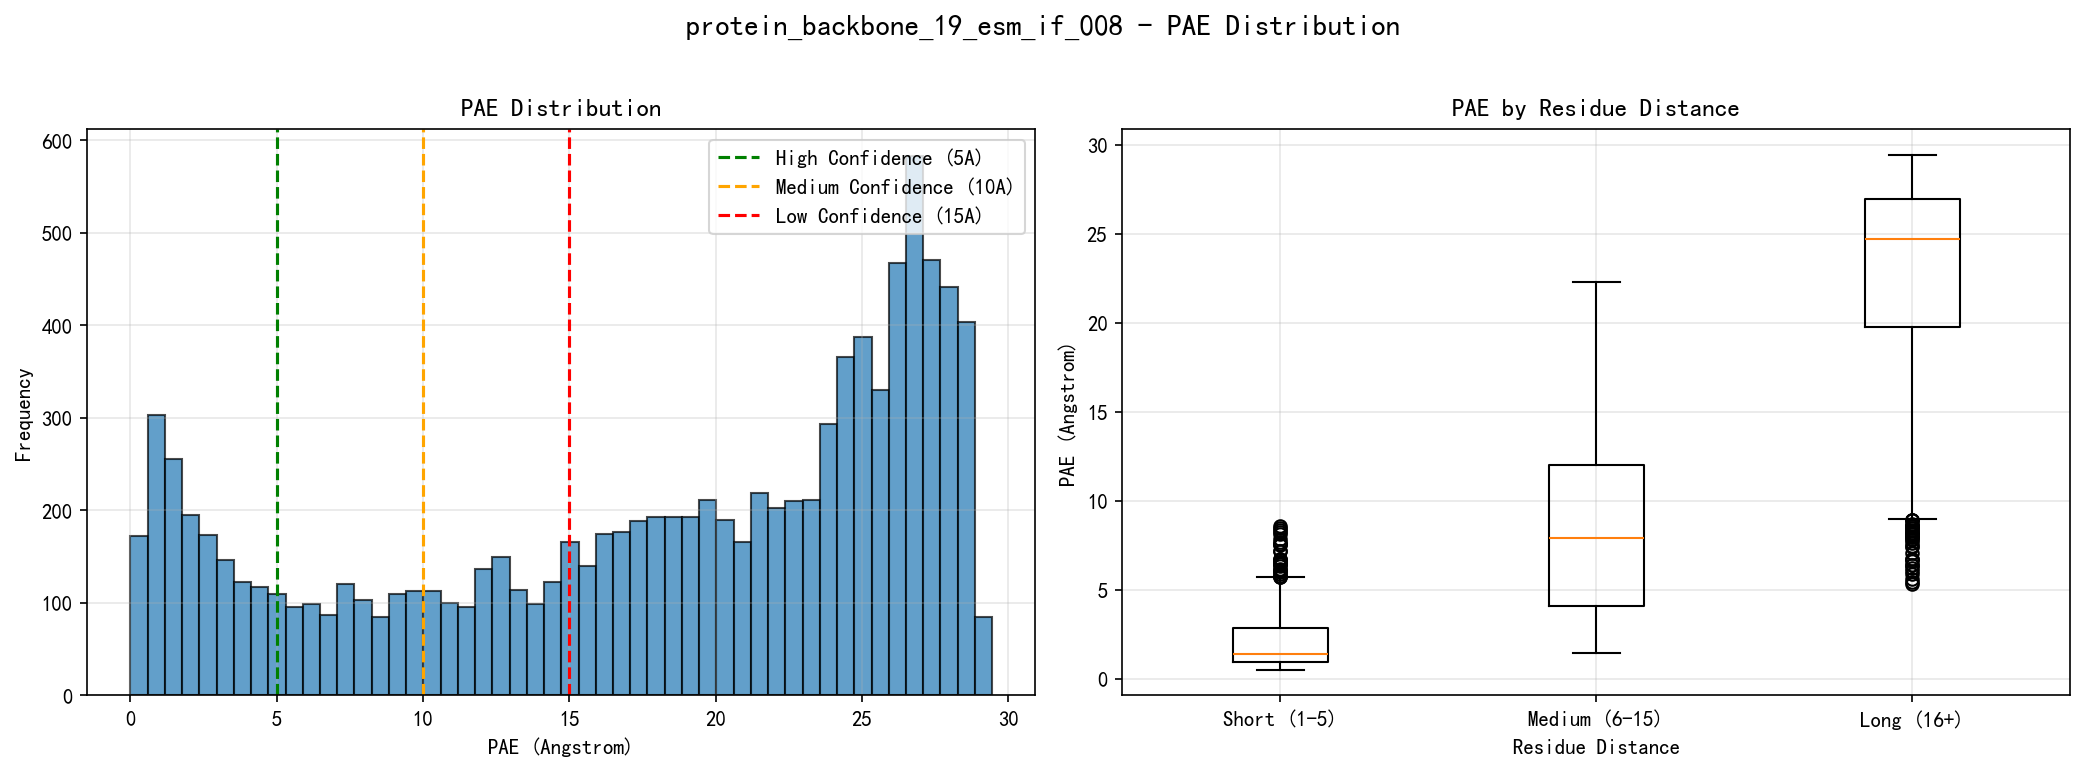 protein_backbone_19_esm_if_008 - PAE Distribution
PAE Distribution
600
500
400
300
200
100
0
Frequency
High Confidence (5A)
Medium Confidence (10A)
Low Confidence (15A)
0 5 10 15 20 25 30
PAE (Angstrom)
PAE by Residue Distance
30
25
20
15
10
5
0
PAE (Angstrom)
Short (1-5) Medium (6-15) Long (16+)
Residue Distance